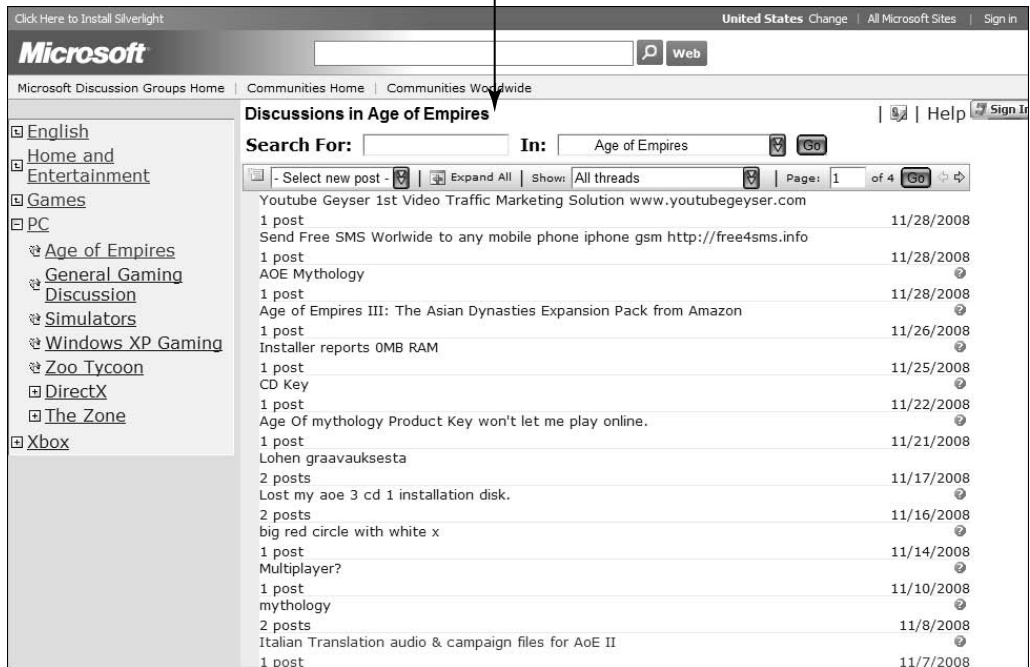 Click Here to Install Silverlight
United States Change | All Microsoft Sites | Sign in
Microsoft
Web
Microsoft Discussion Groups Home | Communities Home | Communities Worldwide
English
Home and
Entertainment
Games
PC
Age of Empires
General Gaming
Discussion
Simulators
Windows XP Gaming
Zoo Tycoon
DirectX
The Zone
Xbox
Discussions in Age of Empires
| Help Sign In
Search For: In: Age of Empires Go
- Select new post - | Expand All | Show: All threads | Page: 1 of 4 Go
Youtube Geyser 1st Video Traffic Marketing Solution www.youtubegeyser.com
1 post 11/28/2008
Send Free SMS Worlwide to any mobile phone iphone gsm http://free4sms.info
1 post 11/28/2008
AOE Mythology
1 post 11/28/2008
Age of Empires III: The Asian Dynasties Expansion Pack from Amazon
1 post 11/26/2008
Installer reports 0MB RAM
1 post 11/25/2008
CD Key
1 post 11/22/2008
Age Of mythology Product Key won't let me play online.
1 post 11/21/2008
Lohen graavauksesta
2 posts 11/17/2008
Lost my aoe 3 cd 1 installation disk.
2 posts 11/16/2008
big red circle with white x
1 post 11/14/2008
Multiplayer?
1 post 11/10/2008
mythology
2 posts 11/8/2008
Italian Translation audio & campaign files for AoE II
1 post 11/7/2008